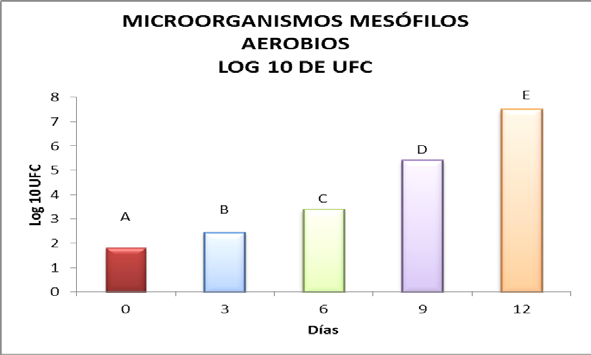 MICROORGANISMOS MESÓFILOS
AEROBIOS
LOG 10 DE UFC
Log 10 UFC
8
7
6
5
4
3
2
1
0
A
B
C
D
E
0 3 6 9 12
Días